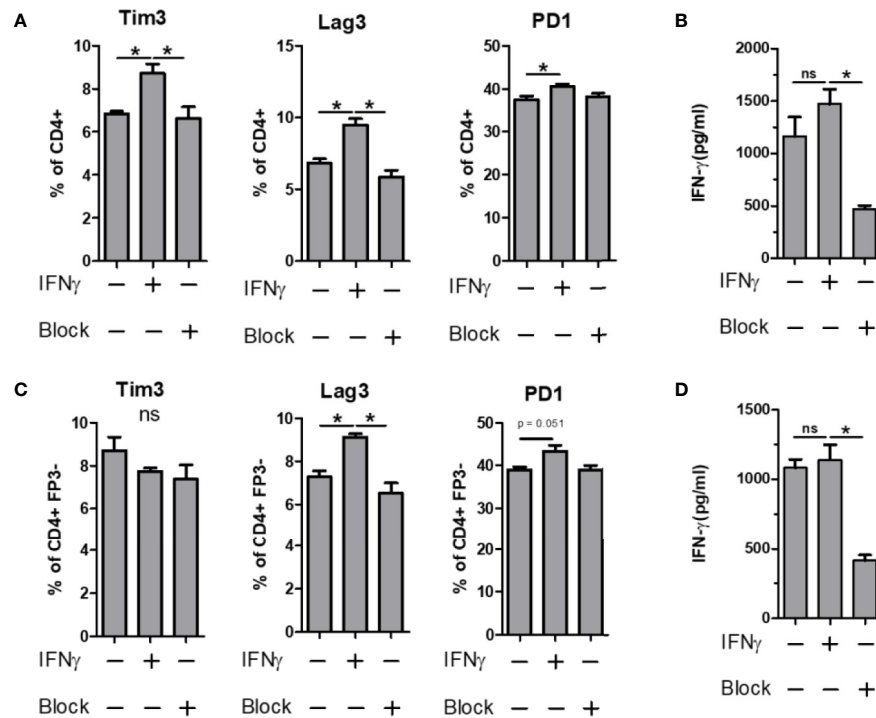 A
Tim3
Lag3
PD1
B
10
8
6
4
2
0
% of CD4+
* *
15
10
5
0
% of CD4+
* *
50
40
30
20
10
0
% of CD4+
*
2000
1500
1000
500
0
IFN-γ(pg/ml)
ns *
IFNγ − + −
IFNγ − + −
IFNγ − + −
IFNγ − + −
Block − − +
Block − − +
Block − − +
Block − − +
C
Tim3
Lag3
PD1
D
10
8
6
4
2
0
% of CD4+ FP3-
ns
10
8
6
4
2
0
% of CD4+ FP3-
* *
50
40
30
20
10
0
% of CD4+ FP3-
p = 0.051
1500
1000
500
0
IFN-γ(pg/ml)
ns *
IFNγ − + −
IFNγ − + −
IFNγ − + −
IFNγ − + −
Block − − +
Block − − +
Block − − +
Block − − +